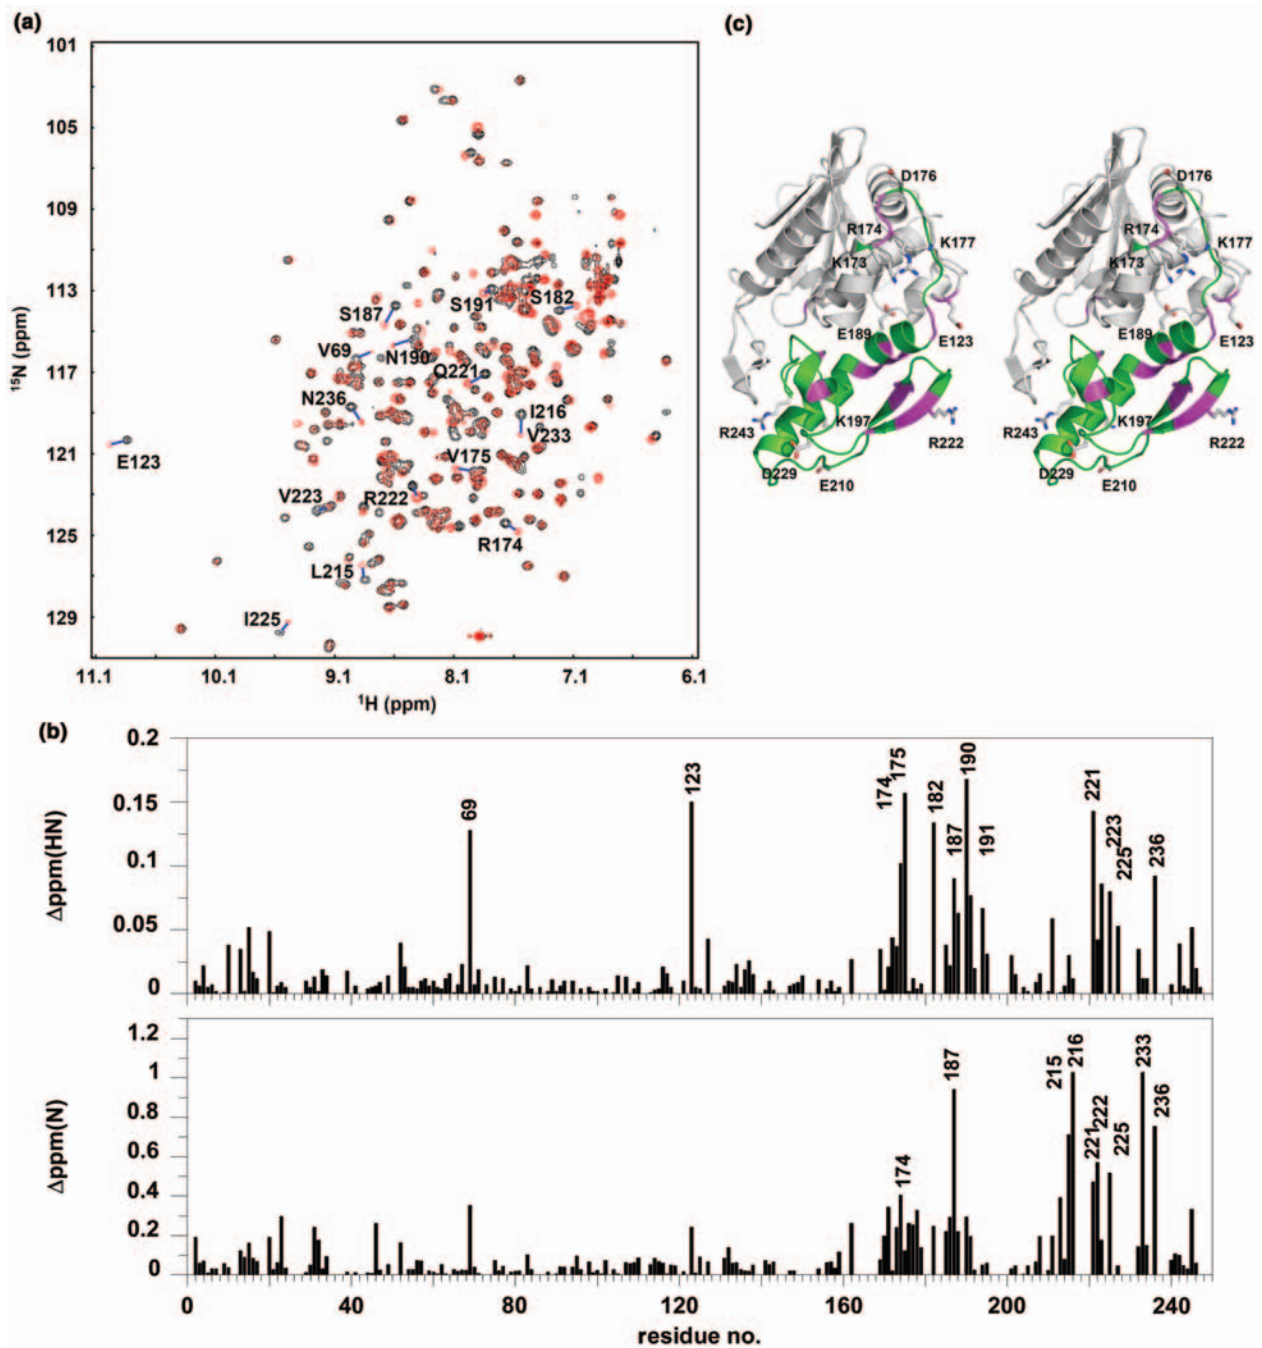 (a)
101
105
109
113
117
121
125
129
¹⁵N (ppm)
S191
S182
S187
V69
N190
Q221
N236
I216
V233
E123
V175
V223
R222
R174
L215
I225
11.1
10.1
9.1
8.1
7.1
6.1
¹H (ppm)
(c)
D176
R174
K177
K173
E189
E123
K197
R243
R222
D229
E210
D176
R174
K177
K173
E189
E123
K197
R243
R222
D229
E210
(b)
0.2
0.15
0.1
0.05
0
Δppm(HN)
69
123
174
175
182
187
190
191
221
223
225
236
1.2
1
0.8
0.6
0.4
0.2
0
Δppm(N)
174
187
215
216
221
222
225
233
236
0
40
80
120
160
200
240
residue no.